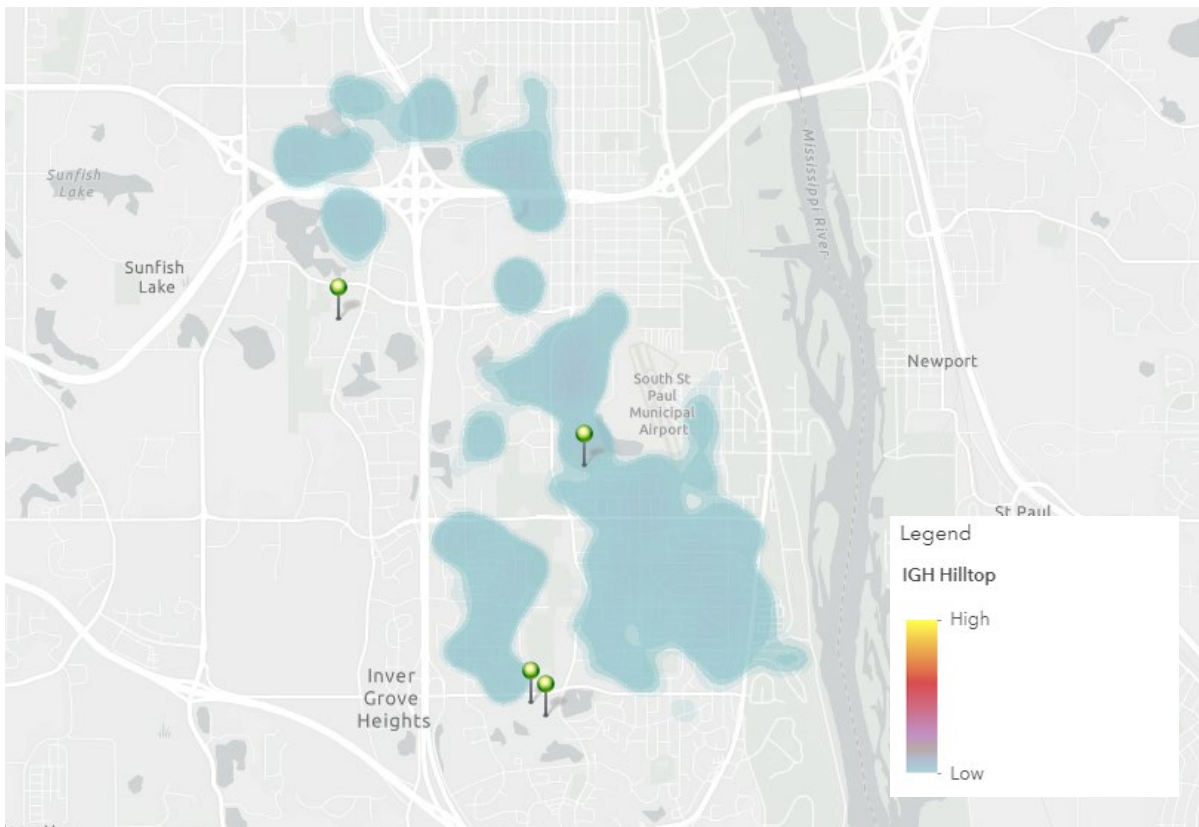 Sunfish
Lake
Sunfish
Lake
Mississippi River
Newport
South St
Paul
Municipal
Airport
St Paul
Inver
Grove
Heights
Legend
IGH Hilltop
High
Low